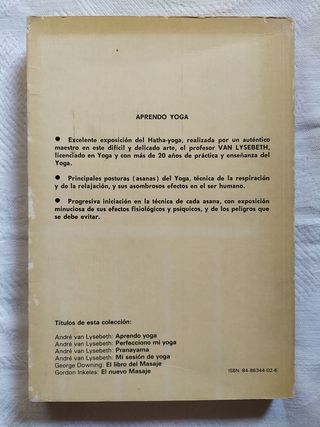 APRENDO YOGA
● Excelente exposición del Hatha-yoga, realizada por un auténtico
maestro en este difícil y delicado arte, el profesor VAN LYSEBETH,
licenciado en Yoga y con más de 20 años de práctica y enseñanza del
Yoga.
● Principales posturas (asanas) del Yoga, técnica de la respiración
y de la relajación, y sus asombrosos efectos en el ser humano.
● Progresiva iniciación en la técnica de cada asana, con exposición
minuciosa de sus efectos fisiológicos y psíquicos, y de los peligros que
se debe evitar.
Títulos de esta colección:
André van Lysebeth: Aprendo yoga
André van Lysebeth: Perfecciono mi yoga
André van Lysebeth: Pranayama
André van Lysebeth: Mi sesión de yoga
George Downing: El libro del Masaje
Gordon Inkeles: El nuevo Masaje
ISBN 84-86344-02-6